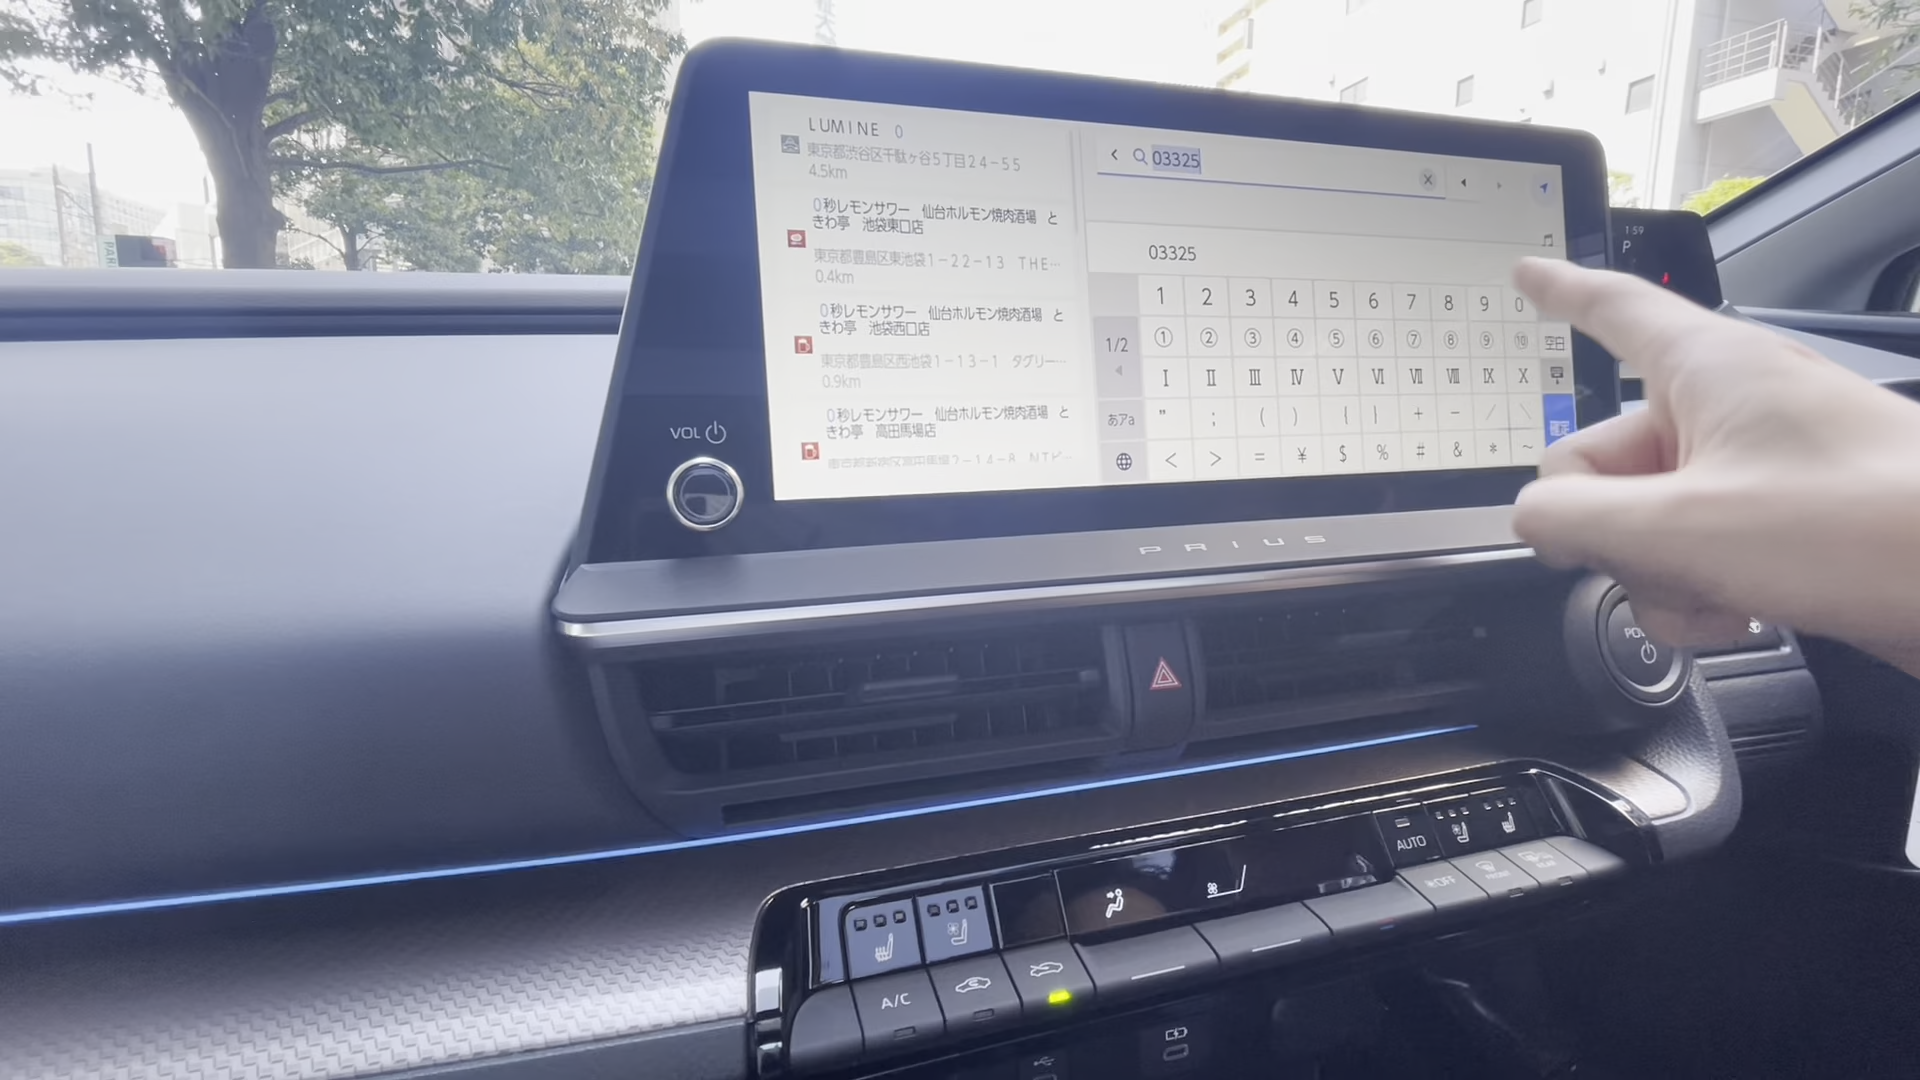 LUMINE 0
東京都渋谷区千駄ヶ谷5丁目24-55
4.5km
0秒レモンサワー 仙台ホルモン焼肉酒場 と
きわ亭 池袋東口店
東京都豊島区東池袋1-22-13 THE…
0.4km
0秒レモンサワー 仙台ホルモン焼肉酒場 と
きわ亭 池袋西口店
東京都豊島区西池袋1-13-1 タグリー…
0.9km
0秒レモンサワー 仙台ホルモン焼肉酒場 と
きわ亭 高田馬場店
03325
03325
1 2 3 4 5 6 7 8 9 0
① ② ③ ④ ⑤ ⑥ ⑦ ⑧ ⑨ ⑩ 空白
1/2
Ⅰ Ⅱ Ⅲ Ⅳ Ⅴ Ⅵ Ⅶ Ⅷ Ⅸ Ⅹ
あアa " ; ( ) { } + - / \ 確定
< > = ¥ $ % # & * ~
VOL
PRIUS
1:59
P
AUTO
OFF
A/C